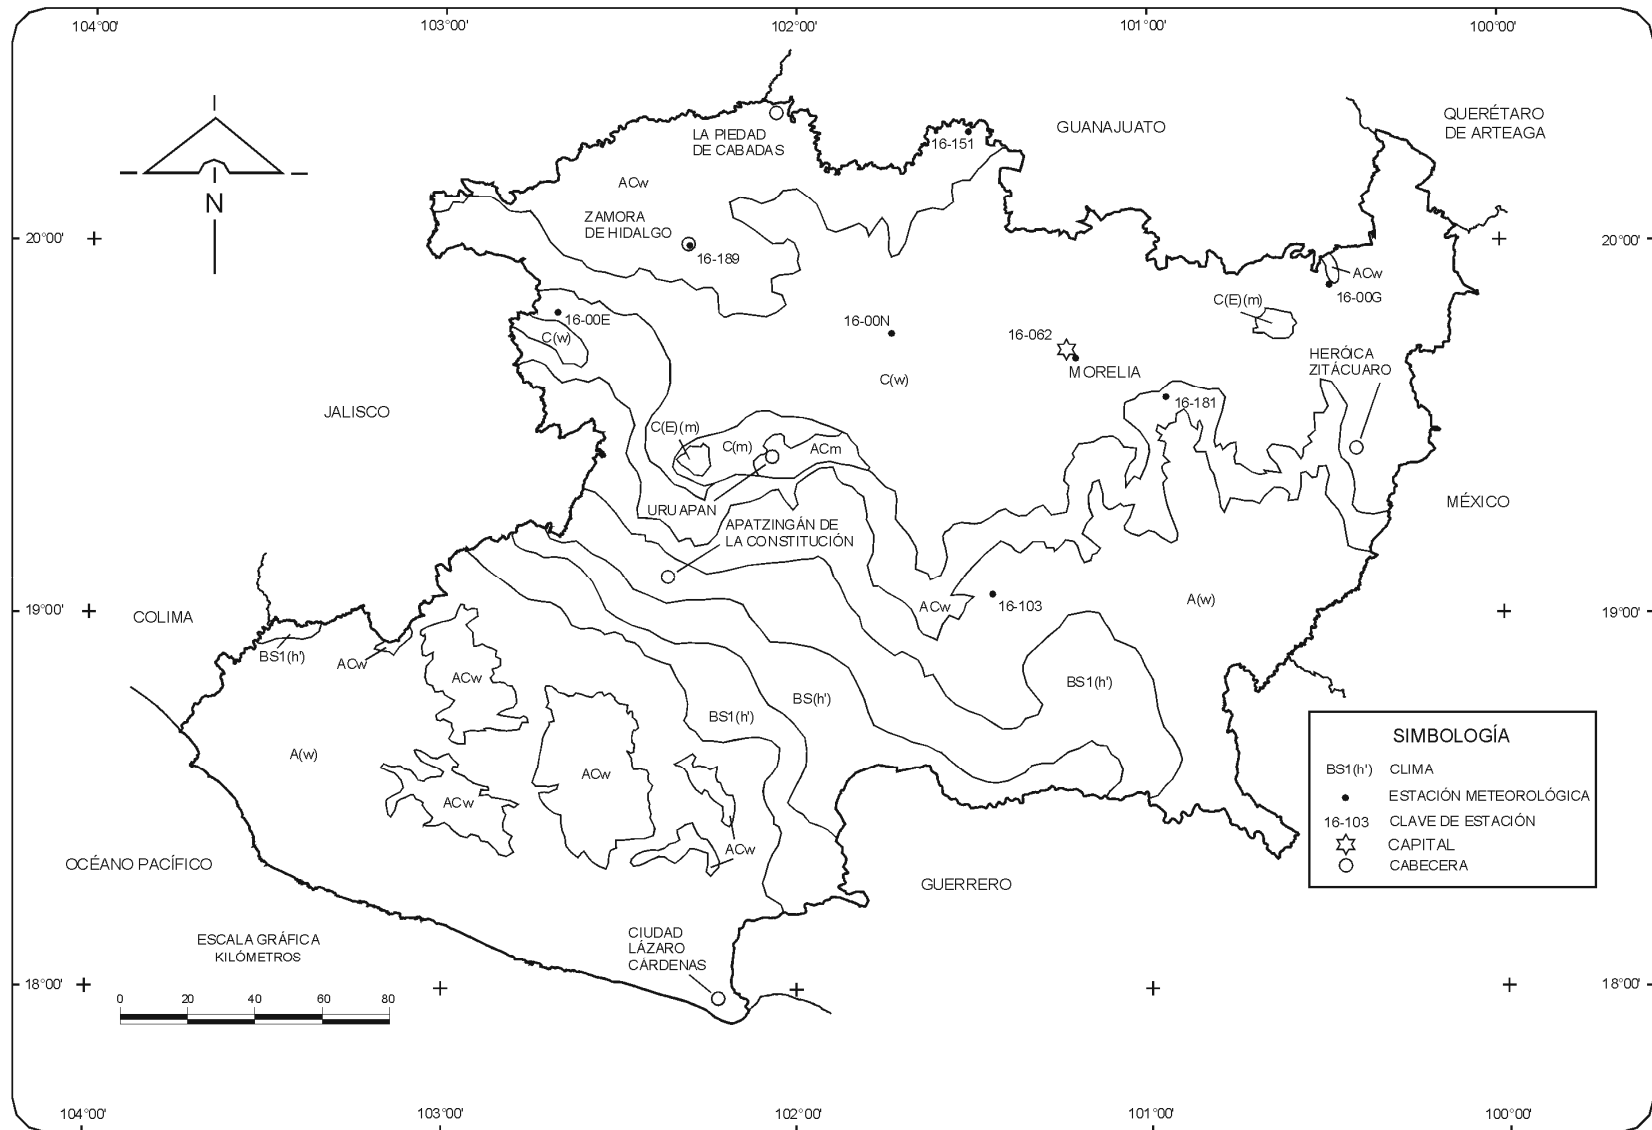 104°00'
103°00'
102°00'
101°00'
100°00'
QUERÉTARO
DE ARTEAGA
GUANAJUATO
LA PIEDAD
DE CABADAS
16-151
ACw
N
ZAMORA
DE HIDALGO
16-189
20°00'
20°00'
ACw
16-00G
C(E)(m)
16-00E
C(w)
16-00N
16-062
MORELIA
HERÓICA
ZITÁCUARO
C(w)
JALISCO
16-181
C(E)(m)
C(m)
ACm
URUAPAN
MÉXICO
APATZINGÁN DE
LA CONSTITUCIÓN
19°00'
COLIMA
ACw
16-103
A(w)
19°00'
BS1(h')
ACw
ACw
BS1(h')
BS(h')
BS1(h')
A(w)
ACw
ACw
ACw
SIMBOLOGÍA
BS1(h') CLIMA
ESTACIÓN METEOROLÓGICA
16-103 CLAVE DE ESTACIÓN
CAPITAL
CABECERA
OCÉANO PACÍFICO
GUERRERO
ESCALA GRÁFICA
KILÓMETROS
CIUDAD
LÁZARO
CÁRDENAS
18°00'
18°00'
0 20 40 60 80
104°00'
103°00'
102°00'
101°00'
100°00'